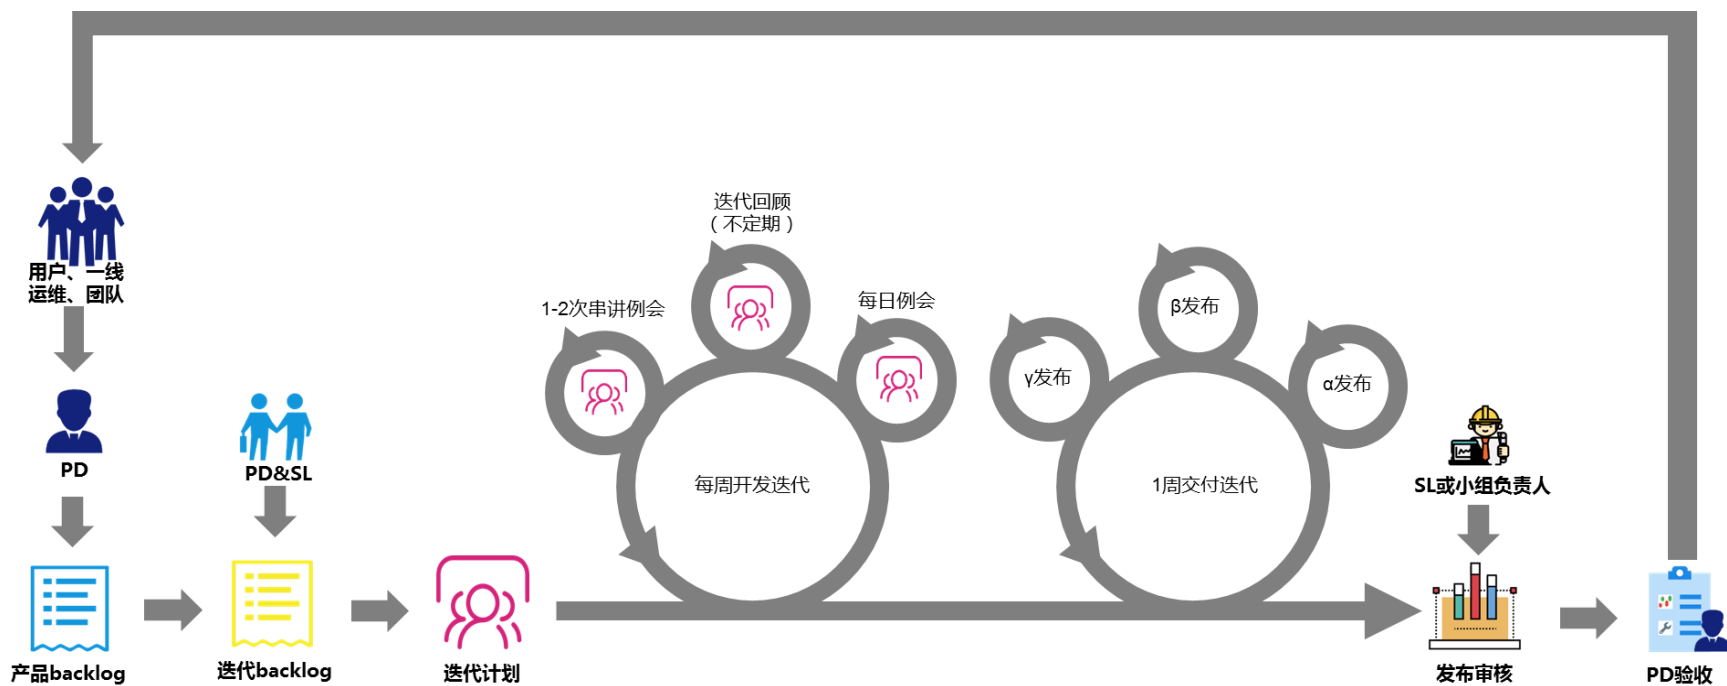 迭代回顾
（不定期）
用户、一线
运维、团队
1-2次串讲例会
每日例会
β发布
γ发布
α发布
PD
PD&SL
每周开发迭代
1周交付迭代
SL或小组负责人
产品backlog
迭代backlog
迭代计划
发布审核
PD验收